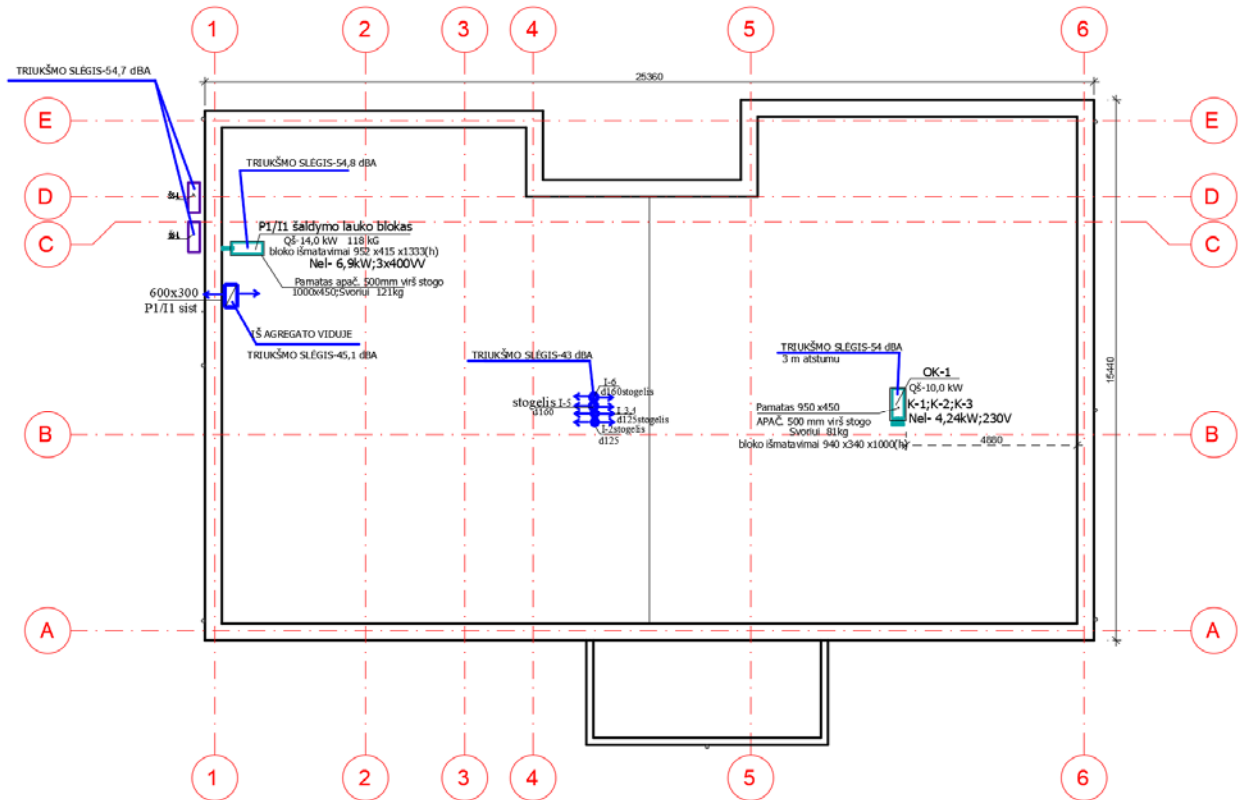 1 2 3 4 5 6
TRIUKŠMO SLĖGIS-54,7 dBA
25360
E E
TRIUKŠMO SLĖGIS-54,8 dBA
D D
C C
P1/I1 šaldymo lauko blokas
Qš-14,0 kW 118 kG
bloko išmatavimai 952 x415 x1333(h)
Nel- 6,9kW;3x400VV
Pamatas apač. 500mm virš stogo
1000x450;Svoriui 121kg
600x300
P1/I1 sist.
IŠ AGREGATO VIDUJE
TRIUKŠMO SLĖGIS-45,1 dBA
TRIUKŠMO SLĖGIS-43 dBA
I-6
d160stogelis
stogelis I-5
d160
I 3,4
d125stogelis
I-2stogelis
d125
TRIUKŠMO SLĖGIS-54 dBA
3 m atstumu
OK-1
Qš-10,0 kW
K-1;K-2;K-3
Nel- 4,24kW;230V
Pamatas 950 x450
APAČ. 500 mm virš stogo
Svoriui 81kg
bloko išmatavimai 940 x340 x1000(h)
4880
15440
B B
A A
1 2 3 4 5 6